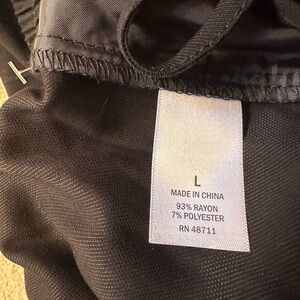 L
MADE IN CHINA
93% RAYON
7% POLYESTER
RN 48711